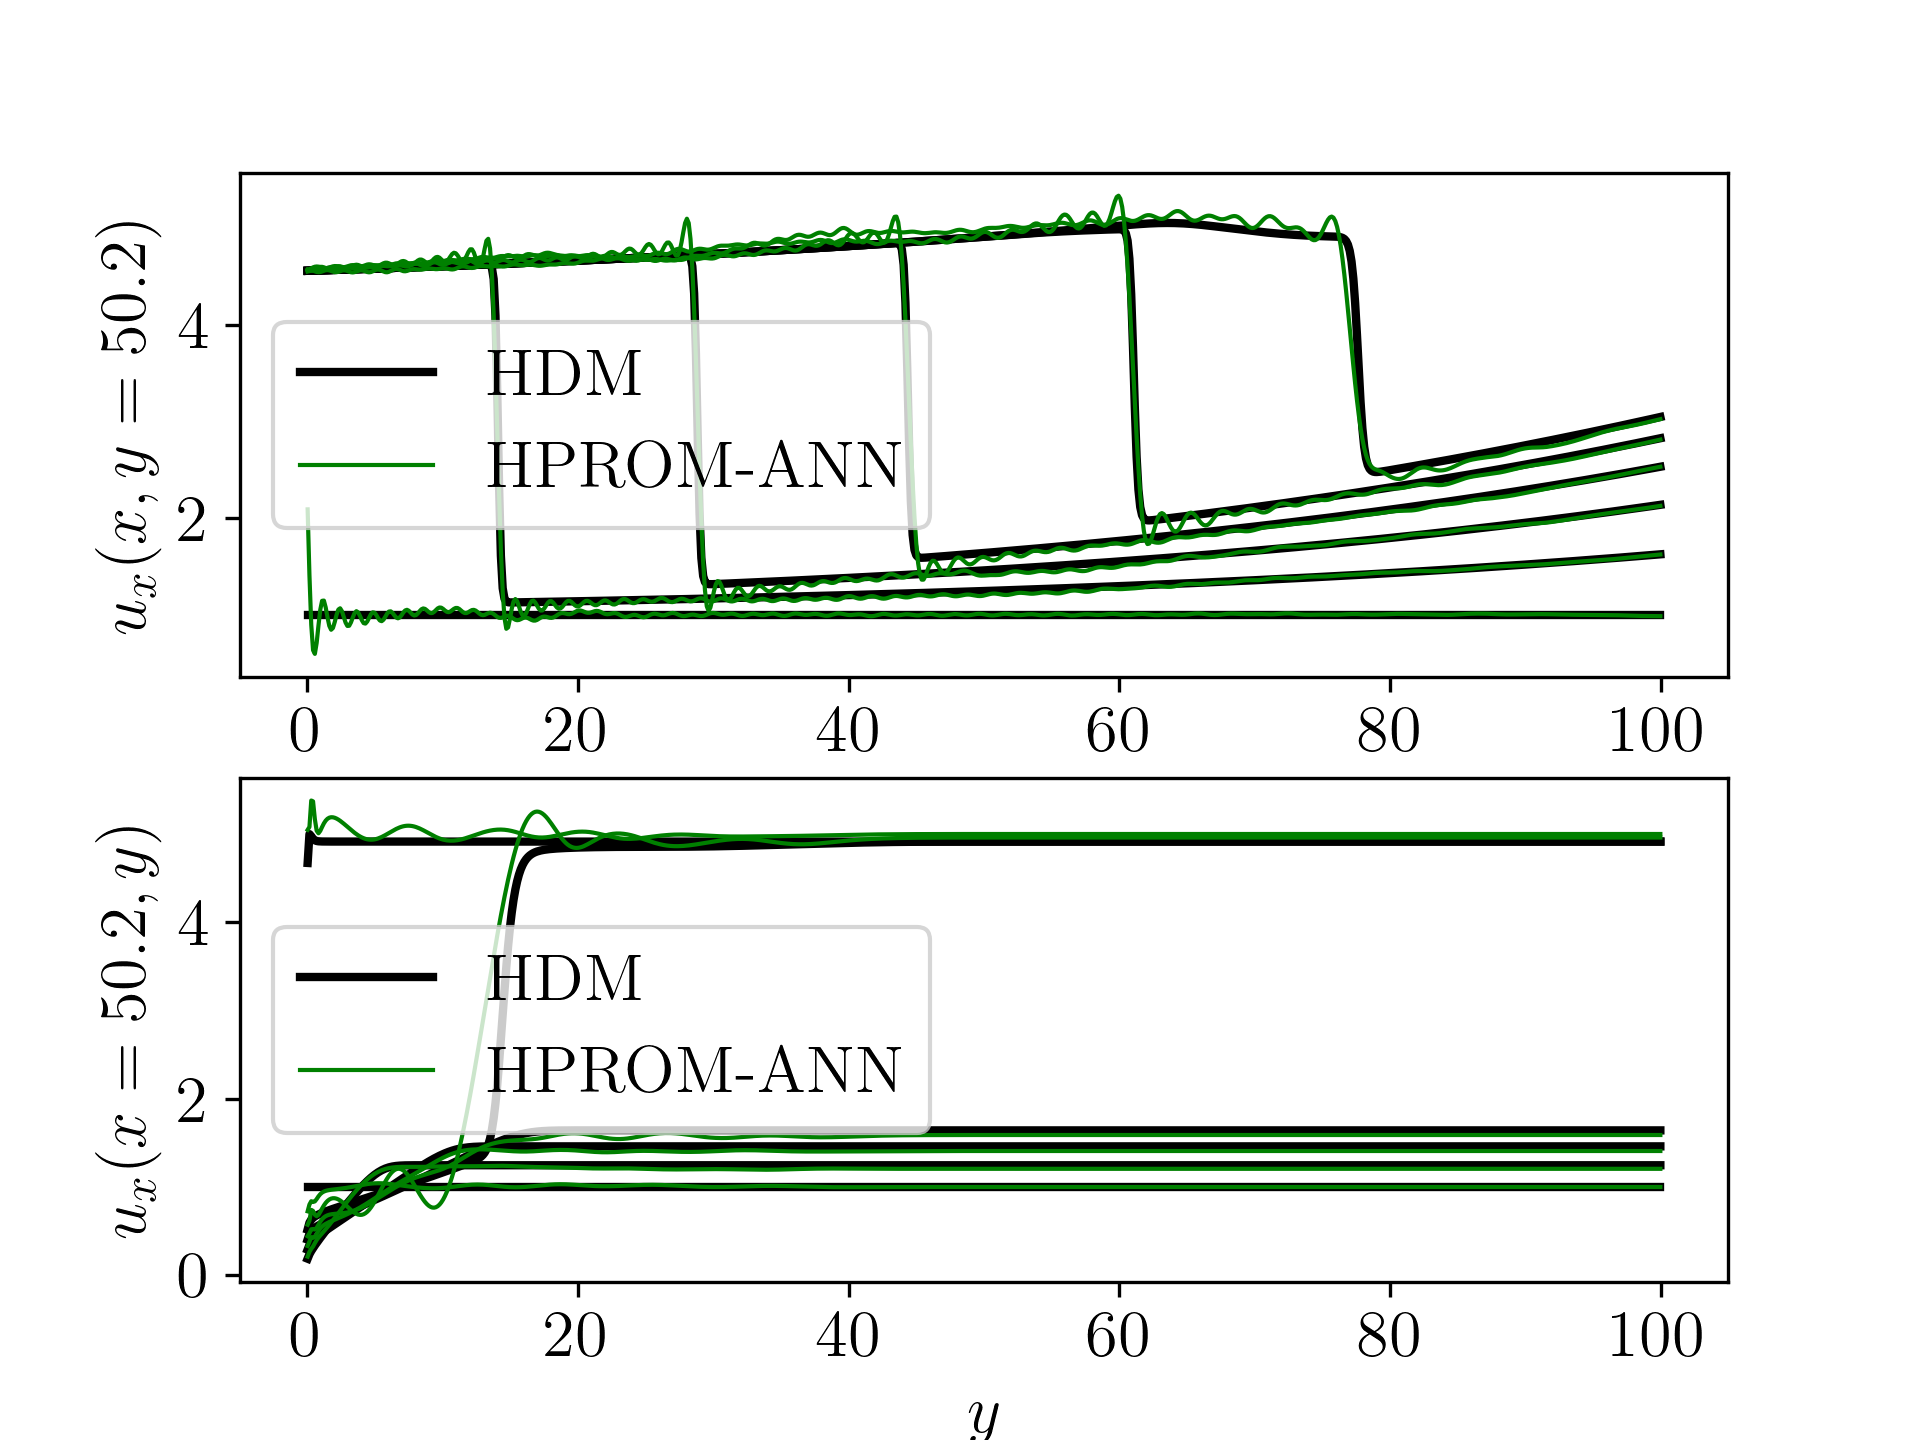 u_x(x, y = 50.2)
4
2
HDM
HPROM-ANN
0 20 40 60 80 100
u_x(x = 50.2, y)
4
2
0
HDM
HPROM-ANN
0 20 40 60 80 100
y